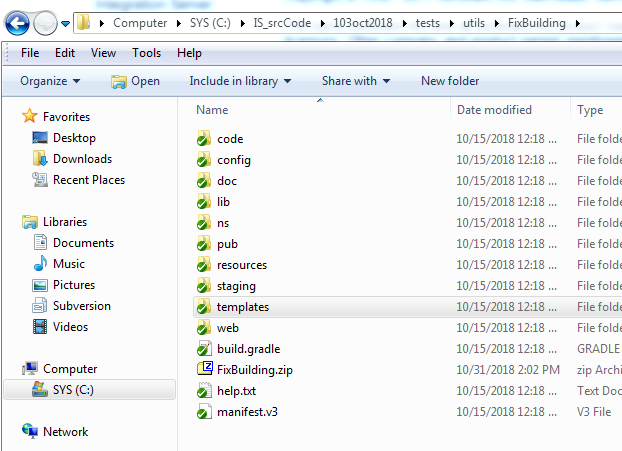 Computer SYS (C:) IS_srcCode 103oct2018 tests utils FixBuilding
File Edit View Tools Help
Organize Open Include in library Share with New folder
Name Date modified Type
Favorites
Desktop
Downloads
Recent Places
Libraries
Documents
Music
Pictures
Subversion
Videos
Computer
SYS (C:)
Network
code 10/15/2018 12:18 ... File folde
config 10/15/2018 12:18 ... File folde
doc 10/15/2018 12:18 ... File folde
lib 10/15/2018 12:18 ... File folde
ns 10/15/2018 12:18 ... File folde
pub 10/15/2018 12:18 ... File folde
resources 10/15/2018 12:18 ... File folde
staging 10/15/2018 12:18 ... File folde
templates 10/15/2018 12:18 ... File folde
web 10/15/2018 12:18 ... File folde
build.gradle 10/15/2018 12:18 ... GRADLE
FixBuilding.zip 10/31/2018 2:02 PM zip Archi
help.txt 10/15/2018 12:18 ... Text Doc
manifest.v3 10/15/2018 12:18 ... V3 File